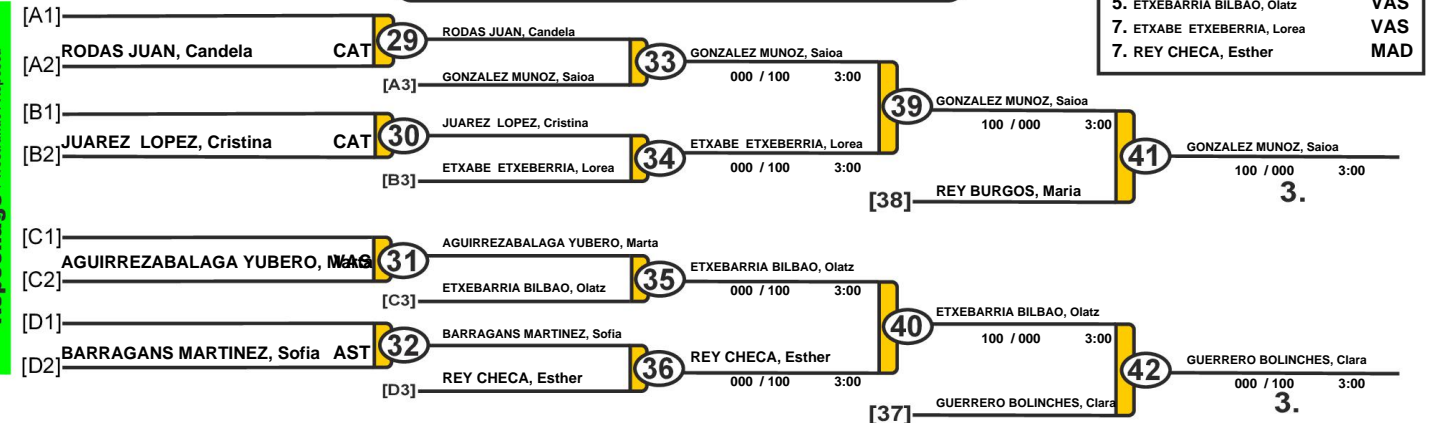 5. ETXEBARRIA BILBAO, Olatz VAS
7. ETXABE ETXEBERRIA, Lorea VAS
7. REY CHECA, Esther MAD
[A1]
RODAS JUAN, Candela CAT
[A2]
29
RODAS JUAN, Candela
[A3]
GONZALEZ MUNOZ, Saioa
33
GONZALEZ MUNOZ, Saioa
000 / 100 3:00
[B1]
JUAREZ LOPEZ, Cristina CAT
[B2]
30
JUAREZ LOPEZ, Cristina
[B3]
ETXABE ETXEBERRIA, Lorea
34
ETXABE ETXEBERRIA, Lorea
000 / 100 3:00
39
GONZALEZ MUNOZ, Saioa
100 / 000 3:00
[38]
REY BURGOS, Maria
41
GONZALEZ MUNOZ, Saioa
100 / 000 3:00
3.
[C1]
AGUIRREZABALAGA YUBERO, Marta VAS
[C2]
31
AGUIRREZABALAGA YUBERO, Marta
[C3]
ETXEBARRIA BILBAO, Olatz
35
ETXEBARRIA BILBAO, Olatz
000 / 100 3:00
[D1]
BARRAGANS MARTINEZ, Sofia AST
[D2]
32
BARRAGANS MARTINEZ, Sofia
[D3]
REY CHECA, Esther
36
REY CHECA, Esther
000 / 100 3:00
40
ETXEBARRIA BILBAO, Olatz
100 / 000 3:00
[37]
GUERRERO BOLINCHES, Clara
42
GUERRERO BOLINCHES, Clara
000 / 100 3:00
3.